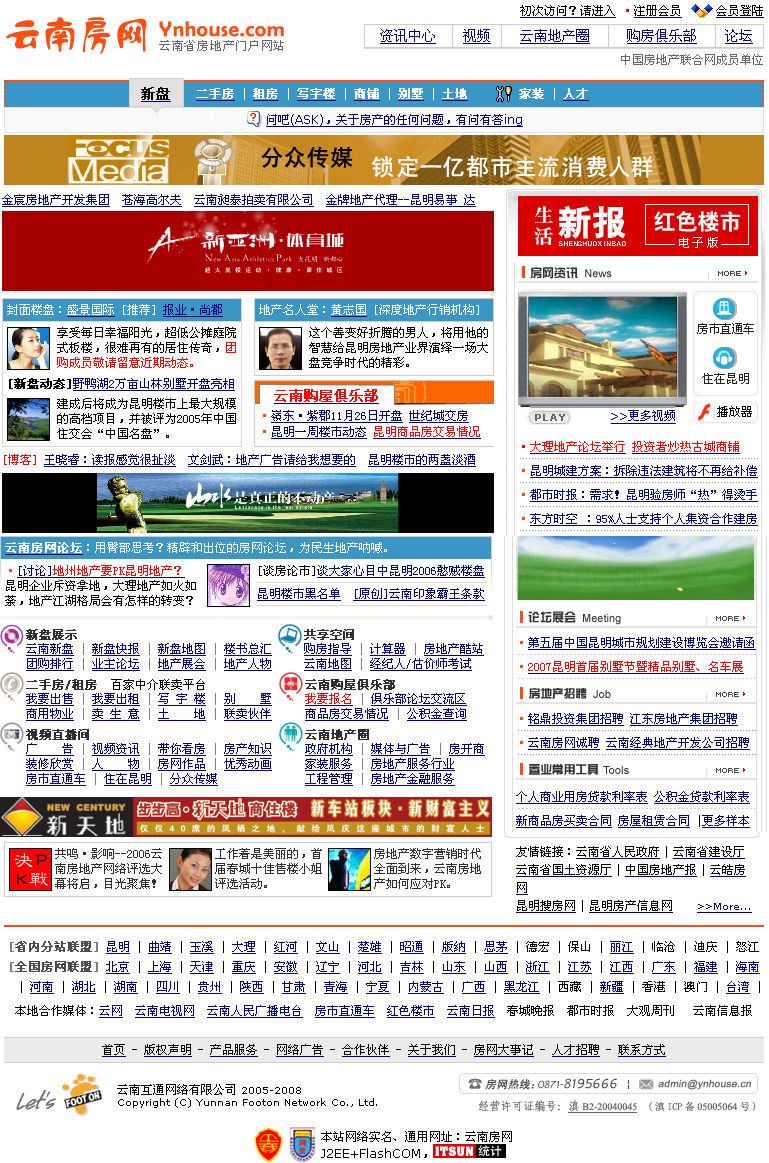 初次访问？请进入 注册会员 会员登陆
云南房网 Ynhouse.com
云南省房地产门户网站
资讯中心 视频 云南地产圈 购房俱乐部 论坛
中国房地产联合网成员单位
新盘 二手房 | 租房 | 写字楼 | 商铺 | 别墅 | 土地 家装 | 人才
问吧(ASK)，关于房产的任何问题，有问有答ing
FOCUS Media 分众传媒 锁定一亿都市主流消费人群
金宸房地产开发集团 苍海高尔夫 云南昶泰拍卖有限公司 金牌地产代理--昆明易事 达
新亚洲·体育城
New Asia Athletics Park 大花明 新都心
超大规模运动·健康·居住城区
封面楼盘：盛景国际 [推荐] 报业·尚都
享受每日幸福阳光，超低公摊庭院
式板楼，很难再有的居住传奇，团
购成员敬请留意近期动态。
[新盘动态]野鸭湖2万亩山林别墅开盘亮相
建成后将成为昆明楼市上最大规模
的高档项目，并被评为2005年中国
住交会“中国名盘”。
地产名人堂：黄志国 [深度地产行销机构]
这个善变好折腾的男人，将用他的
智慧给昆明房地产业界演绎一场大
盘竞争时代的精彩。
云南购屋俱乐部
岭东·紫郡11月26日开盘 世纪城交房
昆明一周楼市动态 昆明商品房交易情况
[博客] 王晓睿：读报感觉很扯淡 文剑武：地产广告请给我想要的 昆明楼市的两盏淡酒
山水是真正的不动产
Landscape is the real estate
云南房网论坛：用臀部思考？精辟和出位的房网论坛，为民生地产呐喊。
[讨论]地州地产要PK昆明地产？
昆明企业斥资拿地，大理地产如火如
茶，地产江湖格局会有怎样的转变？
[谈房论市]谈大家心目中昆明2006憨贼楼盘
昆明楼市黑名单 [原创]云南印象霸王条款
新盘展示
云南新盘 | 新盘快报 | 新盘地图 | 楼书总汇
团购排行 | 业主论坛 | 地产展会 | 地产人物
共享空间
购房指导 | 计算器 | 房地产酷站
云南地图 | 经纪人/估价师考试
二手房/租房 百家中介联卖平台
我要出售 | 我要出租 | 写 字 楼 | 别 墅
商用物业 | 卖 生 意 | 土 地 | 联卖伙伴
云南购屋俱乐部
我要报名 | 俱乐部论坛交流区
商品房交易情况 | 公积金查询
视频直播间
广 告 | 视频资讯 | 带你看房 | 房产知识
装修欣赏 | 人 物 | 房网作品 | 优秀动画
房市直通车 | 住在昆明 | 分众传媒
云南地产圈
政府机构 | 媒体与广告 | 房开商
家装服务 | 房地产服务行业
工程管理 | 房地产金融服务
NEW CENTURY 新天地 步步高·新天地商住楼 新车站板块·新财富主义
仅仅40席的凤栖之地，献给凤庆这座城市的财富人士
决PK戰
共鸣·影响--2006云
南房地产网络评选大
幕将启，目光聚焦！
工作着是美丽的，首
届春城十佳售楼小姐
评选活动。
房地产数字营销时代
全面到来，云南房地
产如何应对PK。
生活新报 SHENGHUOXINBAO 红色楼市 电子版
房网资讯 News MORE
房市直通车
住在昆明
PLAY >>更多视频 播放器
大理地产论坛举行 投资者炒热古城商铺
昆明城建方案：拆除违法建筑将不再给补偿
都市时报：需求！昆明验房师“热”得烫手
东方时空 ：95%人士支持个人集资合作建房
论坛展会 Meeting MORE
第五届中国昆明城市规划建设博览会邀请函
2007昆明首届别墅节暨精品别墅、名车展
房地产招聘 Job MORE
铭鼎投资集团招聘 江东房地产集团招聘
云南房网诚聘 云南经典地产开发公司招聘
置业常用工具 Tools MORE
个人商业用房贷款利率表 公积金贷款利率表
新商品房买卖合同 房屋租赁合同 |更多样本
友情链接：云南省人民政府 | 云南省建设厅
云南省国土资源厅 | 中国房地产报 | 云皓房
网
昆明搜房网 | 昆明房产信息网 >>More...
[省内分站联盟] 昆明 | 曲靖 | 玉溪 | 大理 | 红河 | 文山 | 楚雄 | 昭通 | 版纳 | 思茅 | 德宏 | 保山 | 丽江 | 临沧 | 迪庆 | 怒江
[全国房网联盟] 北京 | 上海 | 天津 | 重庆 | 安徽 | 辽宁 | 河北 | 吉林 | 山东 | 山西 | 浙江 | 江苏 | 江西 | 广东 | 福建 | 海南
| 河南 | 湖北 | 湖南 | 四川 | 贵州 | 陕西 | 甘肃 | 青海 | 宁夏 | 内蒙古 | 广西 | 黑龙江 | 西藏 | 新疆 | 香港 | 澳门 | 台湾 |
本地合作媒体：云网 云南电视网 云南人民广播电台 房市直通车 红色楼市 云南日报 春城晚报 都市时报 大观周刊 云南信息报
首页 - 版权声明 - 产品服务 - 网络广告 - 合作伙伴 - 关于我们 - 房网大事记 - 人才招聘 - 联系方式
Let's FOOT ON
云南互通网络有限公司 2005-2008
Copyright (C) Yunnan Footon Network Co., Ltd.
房网热线：0871-8195666 | admin@ynhouse.cn
经营许可证编号：滇 B2-20040045 （滇 ICP 备 05005064 号）
本站网络实名、通用网址：云南房网
J2EE+FlashCOM，ITSUN 统计